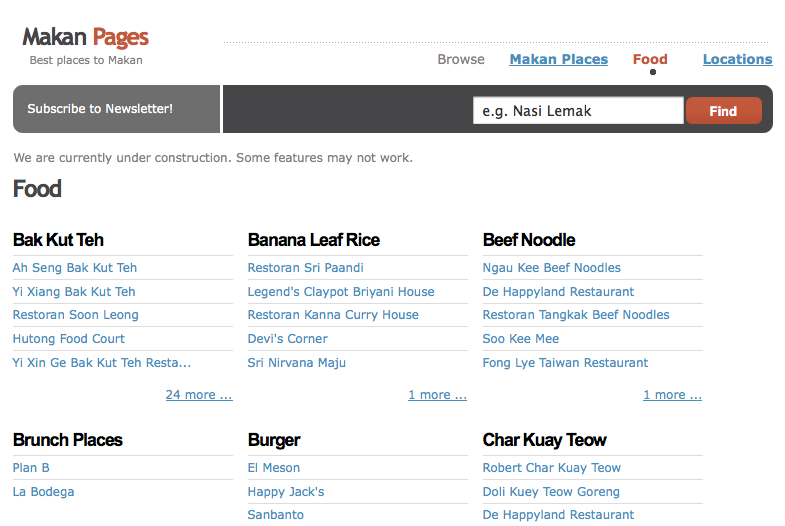 Makan Pages
Best places to Makan
Browse Makan Places Food Locations
Subscribe to Newsletter!
e.g. Nasi Lemak Find
We are currently under construction. Some features may not work.
Food
Bak Kut Teh
Ah Seng Bak Kut Teh
Yi Xiang Bak Kut Teh
Restoran Soon Leong
Hutong Food Court
Yi Xin Ge Bak Kut Teh Resta...
24 more ...
Banana Leaf Rice
Restoran Sri Paandi
Legend's Claypot Briyani House
Restoran Kanna Curry House
Devi's Corner
Sri Nirvana Maju
1 more ...
Beef Noodle
Ngau Kee Beef Noodles
De Happyland Restaurant
Restoran Tangkak Beef Noodles
Soo Kee Mee
Fong Lye Taiwan Restaurant
1 more ...
Brunch Places
Plan B
La Bodega
Burger
El Meson
Happy Jack's
Sanbanto
Char Kuay Teow
Robert Char Kuay Teow
Doli Kuey Teow Goreng
De Happyland Restaurant